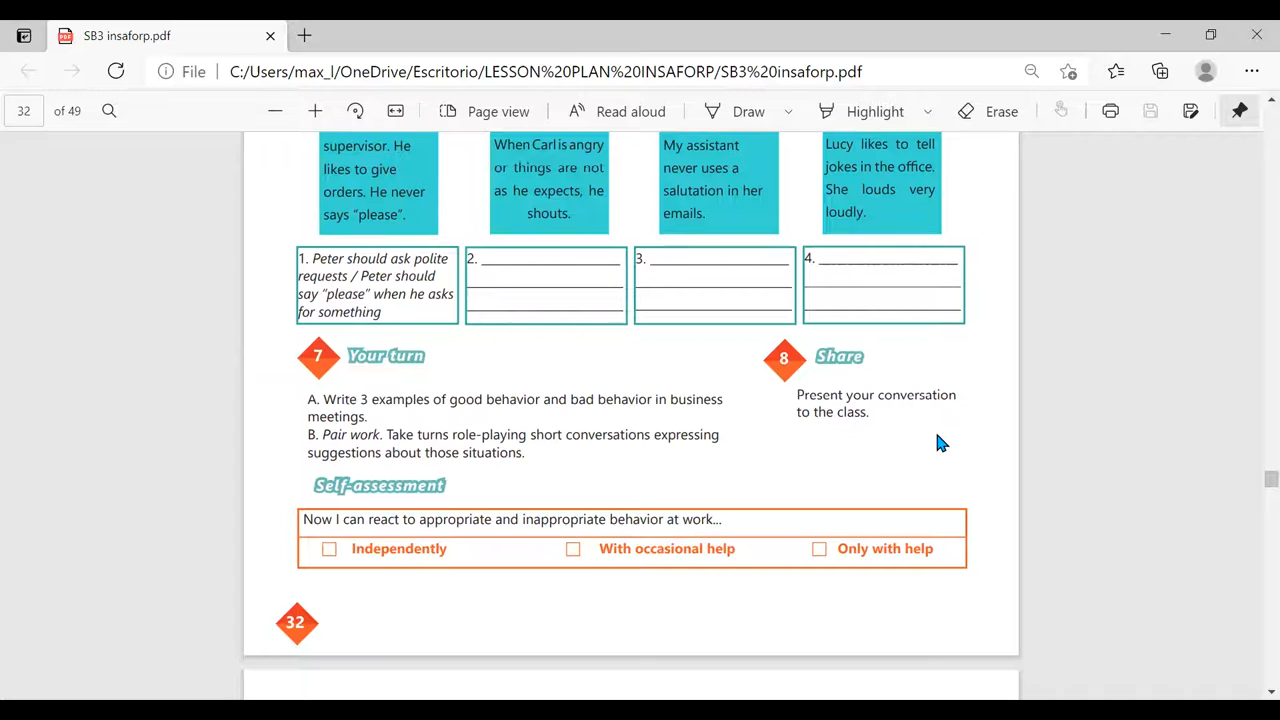 SB3 insaforp.pdf
File
C:/Users/max_l/OneDrive/Escritorio/LESSON%20PLAN%20INSAFORP/SB3%20insaforp.pdf
32
of 49
Page view
Read aloud
Draw
Highlight
Erase
supervisor. He
likes to give
orders. He never
says “please”.
When Carl is angry
or things are not
as he expects, he
shouts.
My assistant
never uses a
salutation in her
emails.
Lucy likes to tell
jokes in the office.
She louds very
loudly.
1. Peter should ask polite
requests / Peter should
say “please” when he asks
for something
2. ____________________
3. ____________________
4. ____________________
7 Your turn
A. Write 3 examples of good behavior and bad behavior in business
meetings.
B. Pair work. Take turns role-playing short conversations expressing
suggestions about those situations.
8 Share
Present your conversation
to the class.
Self-assessment
Now I can react to appropriate and inappropriate behavior at work...
Independently
With occasional help
Only with help
32